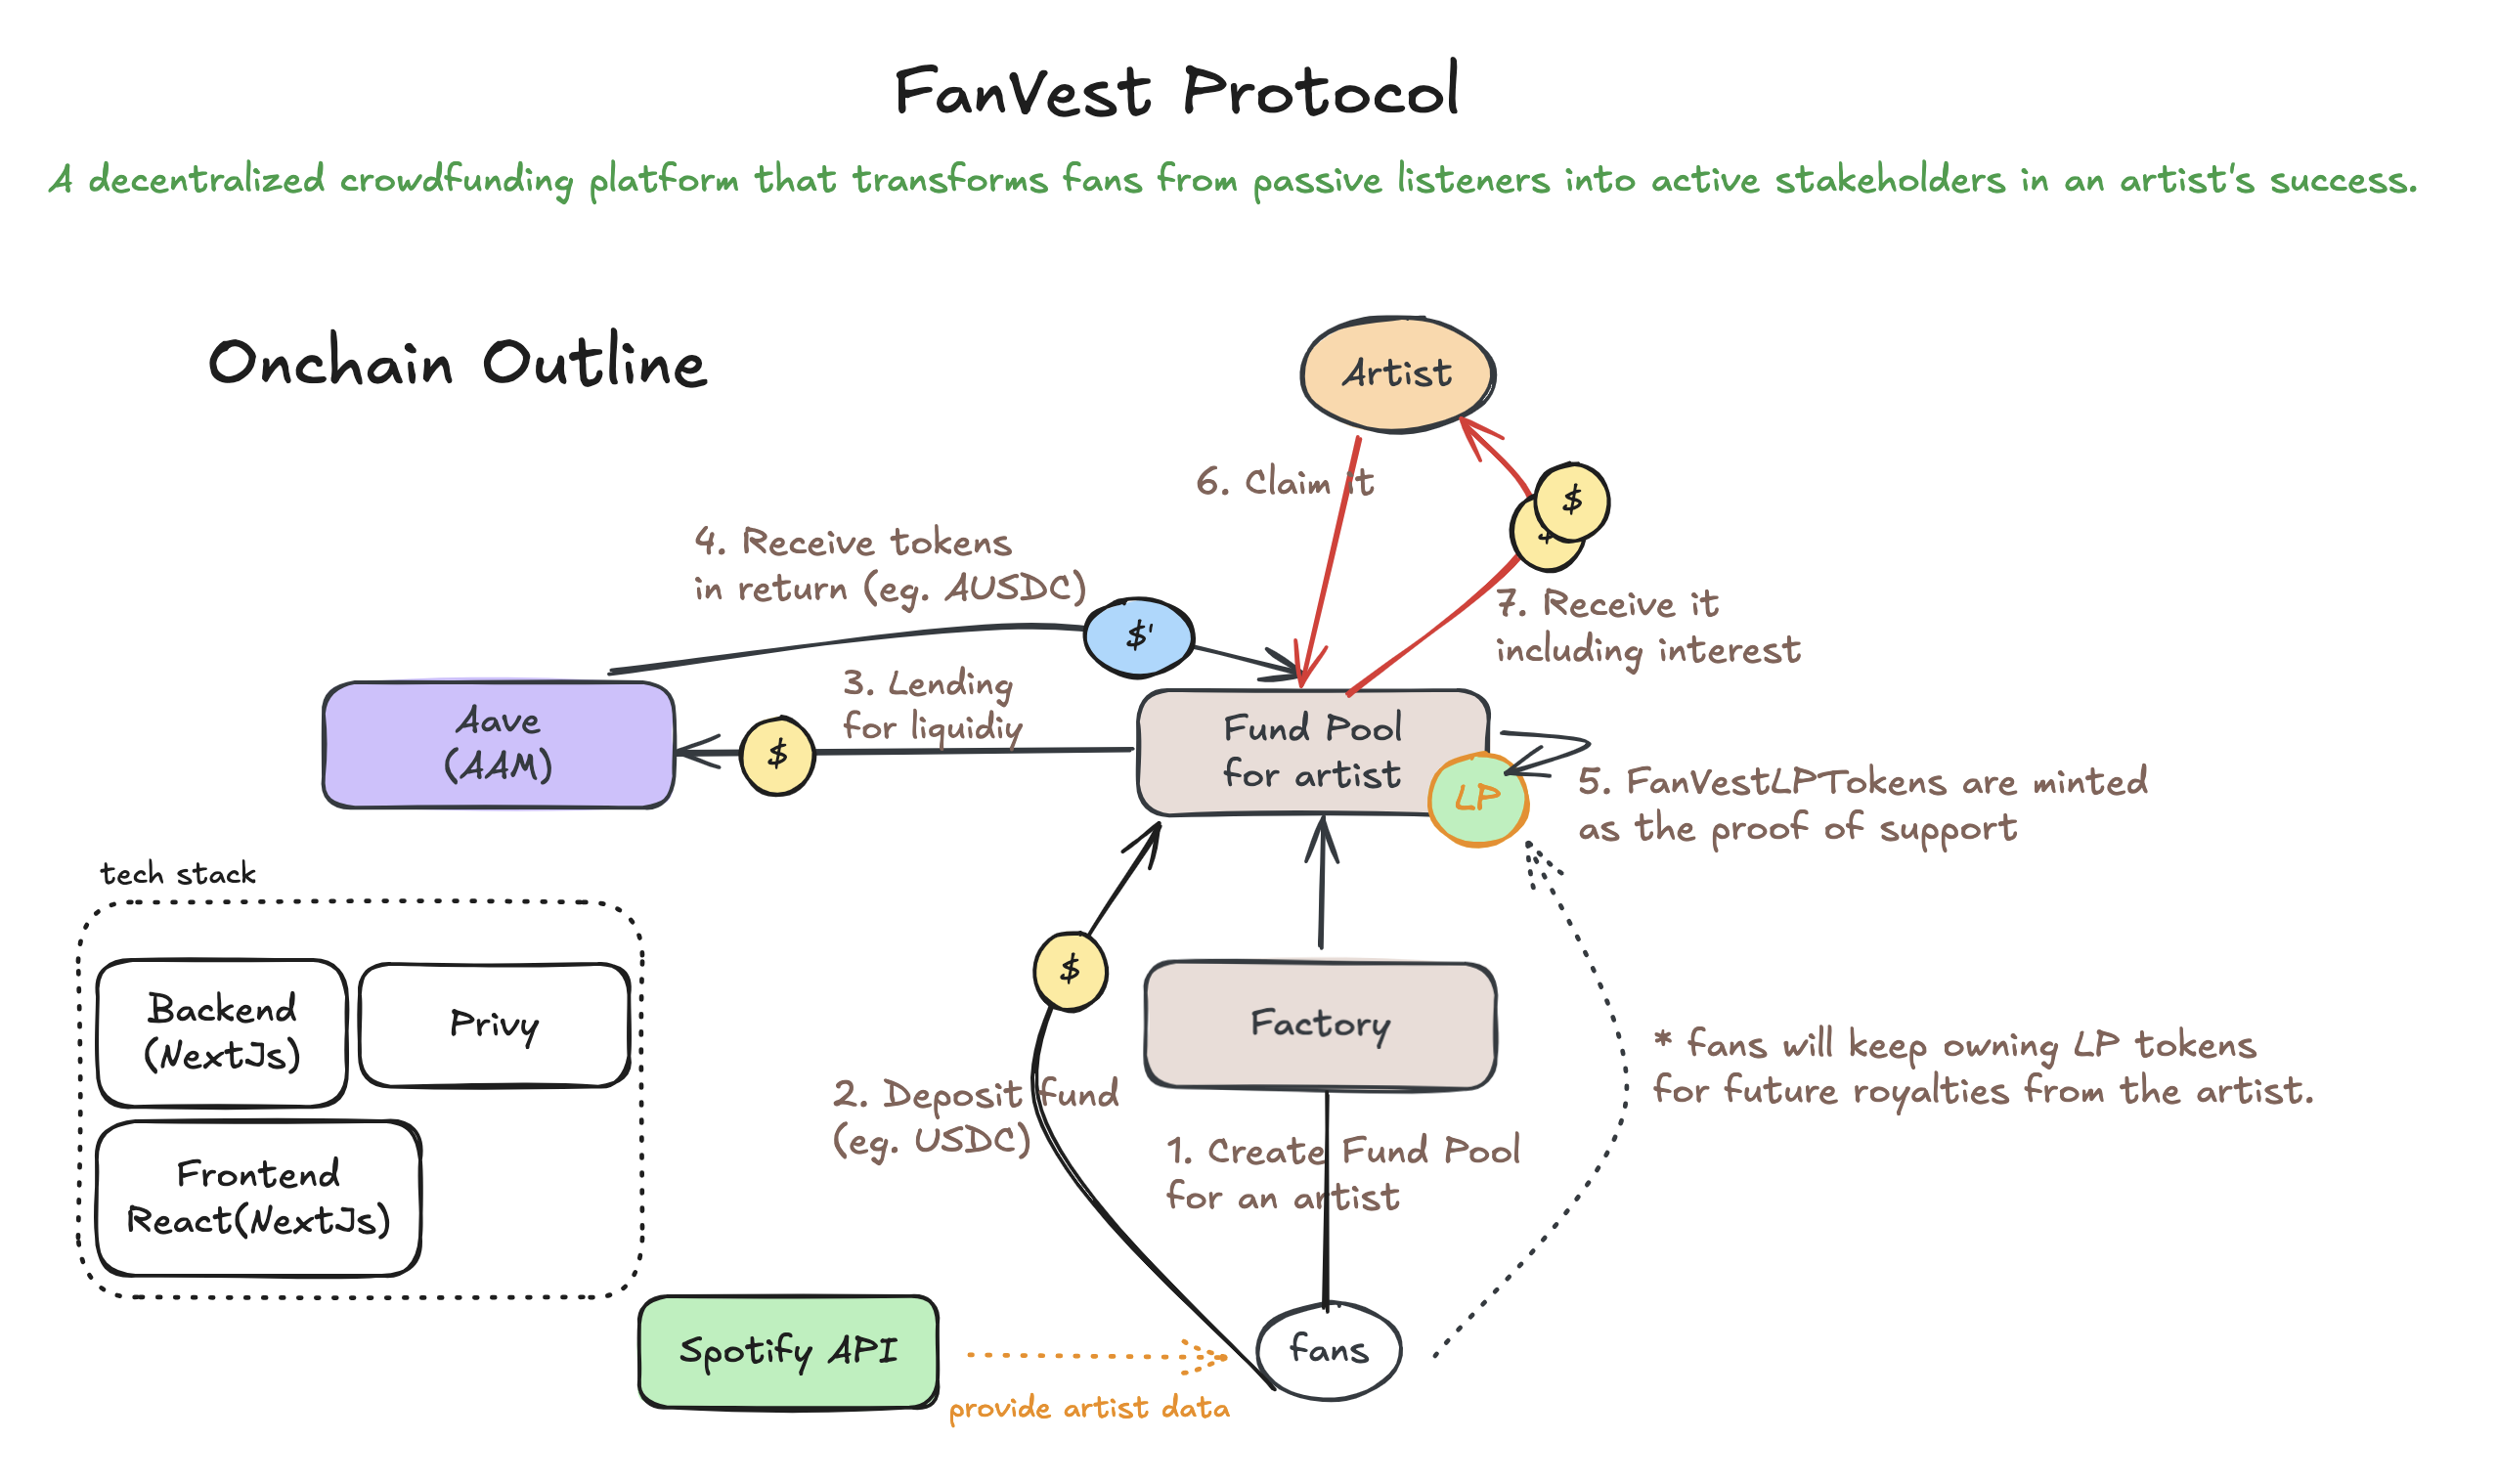 FanVest Protocol
A decentralized crowdfunding platform that transforms fans from passive listeners into active stakeholders in an artist's success.
Onchain Outline
Artist
6. Claim it
$
$
7. Receive it
including interest
4. Receive tokens
in return (eg. AUSDC)
$'
3. Lending
for liquidiy
Aave
(AAM)
$
Fund Pool
for artist
LP
5. FanVestLPTokens are minted
as the proof of support
tech stack
Backend
(NextJs)
Privy
Frontend
React(NextJs)
$
Factory
2. Deposit fund
(eg. USDC)
1. Create Fund Pool
for an artist
* fans will keep owning LP tokens
for future royalties from the artist.
Spotify API
provide artist data
fans